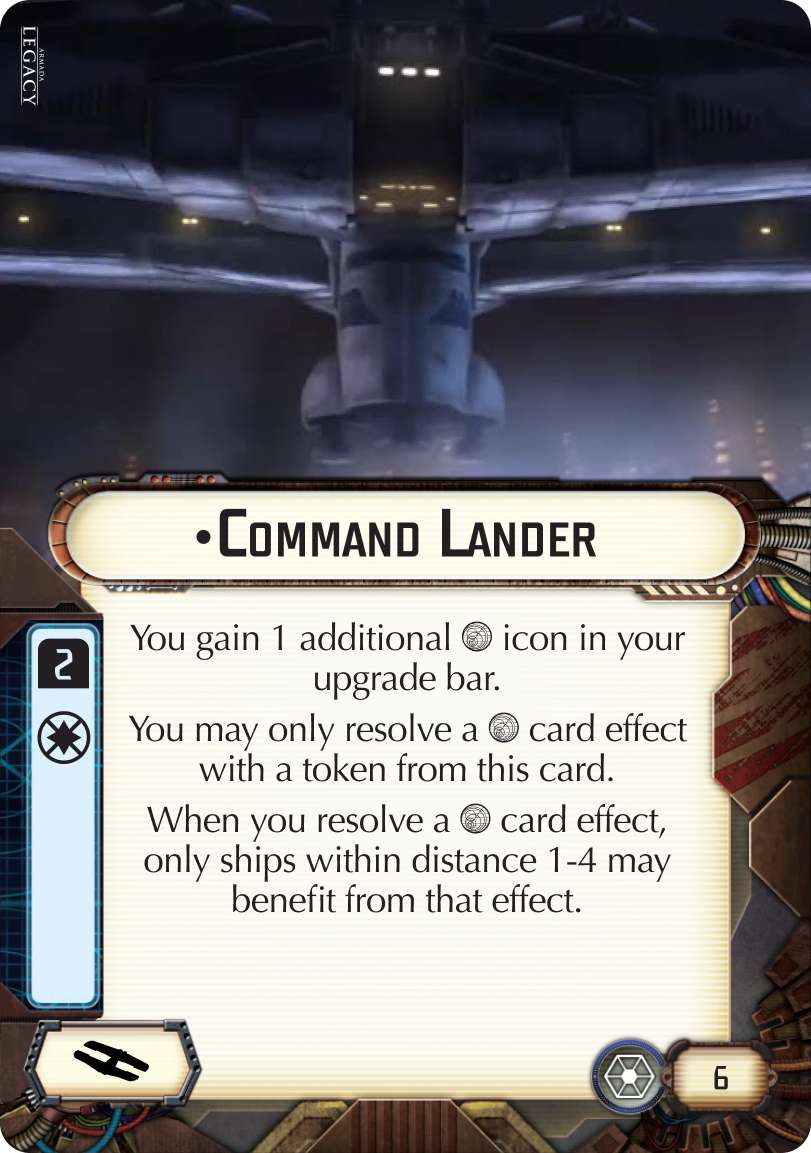 ARMADA
LEGACY
•COMMAND LANDER
2
You gain 1 additional icon in your
upgrade bar.
You may only resolve a card effect
with a token from this card.
When you resolve a card effect,
only ships within distance 1-4 may
benefit from that effect.
6